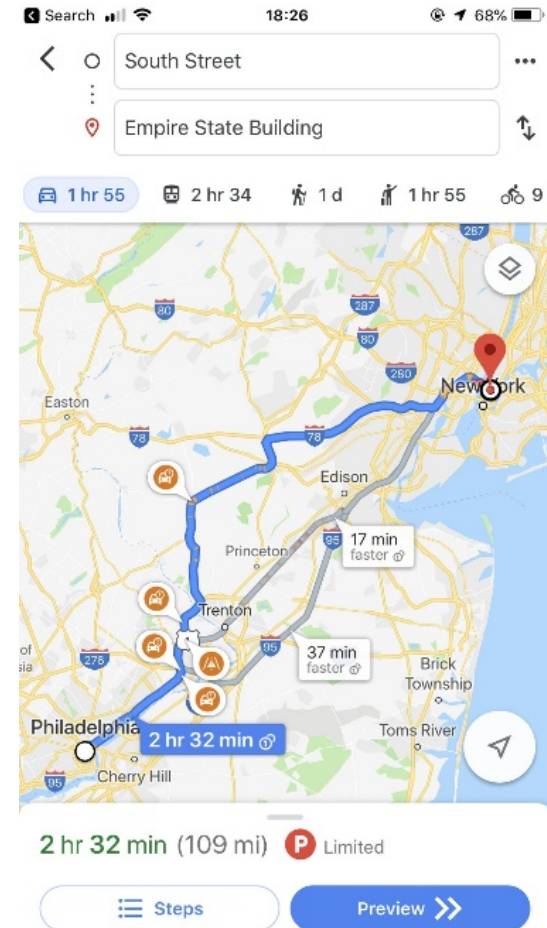 Search
18:26
68%
South Street
Empire State Building
1 hr 55
2 hr 34
1 d
1 hr 55
9
287
80
287
80
280
New York
Easton
78
78
Edison
Princeton
95
17 min
faster
Trenton
of
sia
276
95
37 min
faster
Brick
Township
Philadelphia
2 hr 32 min
Toms River
95
Cherry Hill
2 hr 32 min (109 mi)
P Limited
Steps
Preview